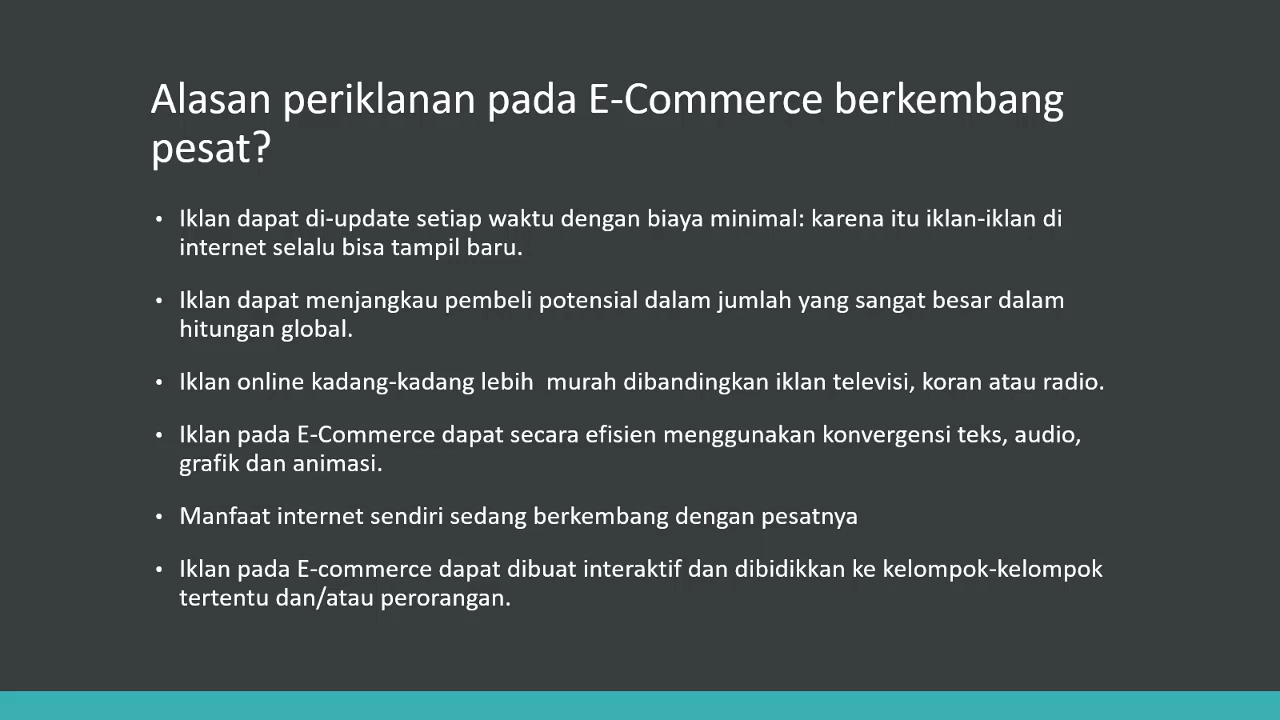 Alasan periklanan pada E-Commerce berkembang
pesat?
• Iklan dapat di-update setiap waktu dengan biaya minimal: karena itu iklan-iklan di
internet selalu bisa tampil baru.
• Iklan dapat menjangkau pembeli potensial dalam jumlah yang sangat besar dalam
hitungan global.
• Iklan online kadang-kadang lebih  murah dibandingkan iklan televisi, koran atau radio.
• Iklan pada E-Commerce dapat secara efisien menggunakan konvergensi teks, audio,
grafik dan animasi.
• Manfaat internet sendiri sedang berkembang dengan pesatnya
• Iklan pada E-commerce dapat dibuat interaktif dan dibidikkan ke kelompok-kelompok
tertentu dan/atau perorangan.